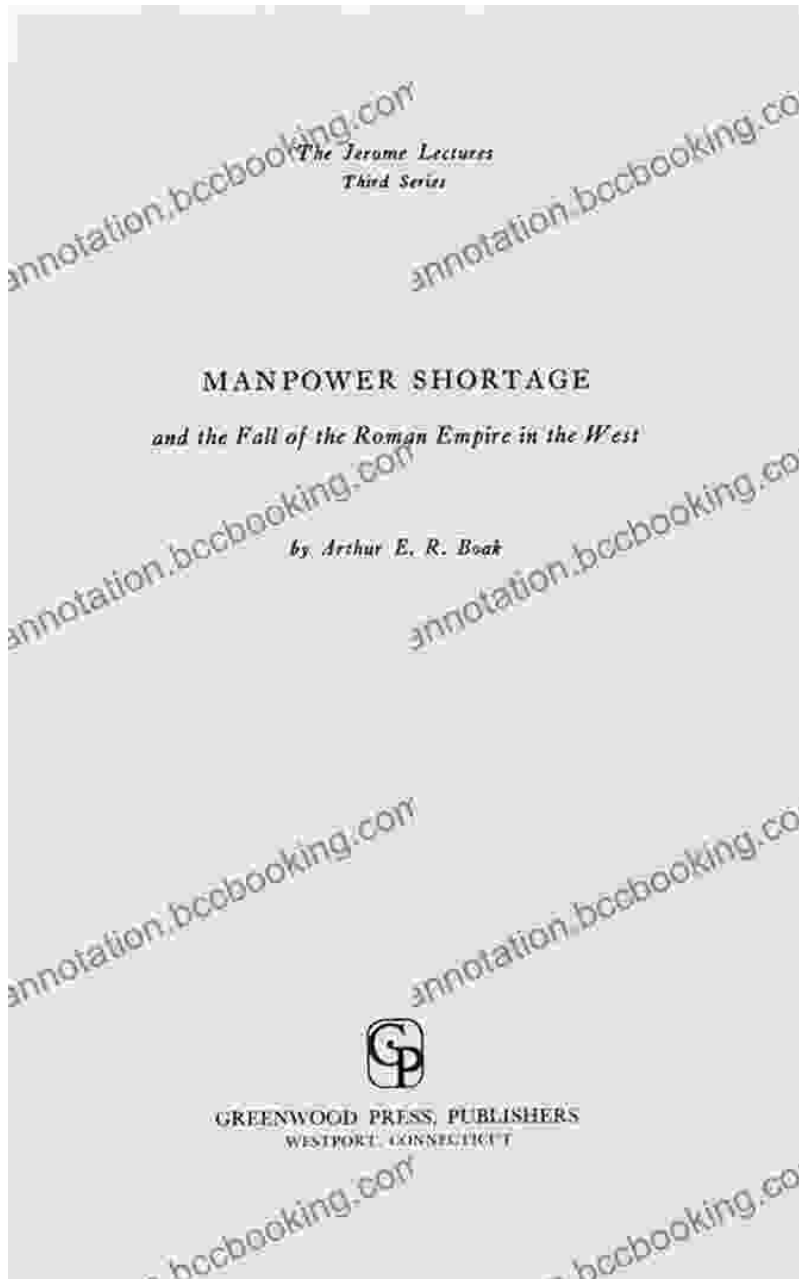 The Jerome Lectures
Third Series
MANPOWER SHORTAGE
and the Fall of the Roman Empire in the West
by Arthur E. R. Boak
GP
GREENWOOD PRESS, PUBLISHERS
WESTPORT, CONNECTICUT
annotation.bccbooking.com
annotation.bccbooking.co
annotation.bccbooking.com
annotation.bccbooking.co
annotation.bccbooking.com
annotation.bccbooking.co
bccbooking.com
bccbooking.co